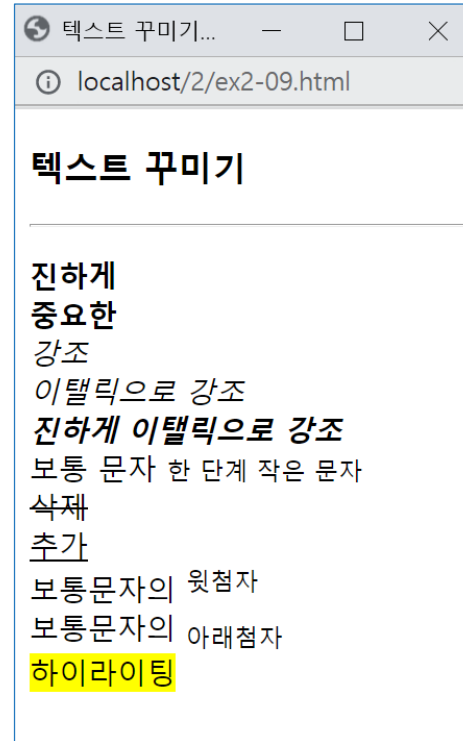 텍스트 꾸미기...
localhost/2/ex2-09.html
텍스트 꾸미기
진하게
중요한
강조
이탤릭으로 강조
진하게 이탤릭으로 강조
보통 문자 한 단계 작은 문자
삭제
추가
보통문자의 윗첨자
보통문자의 아래첨자
하이라이팅